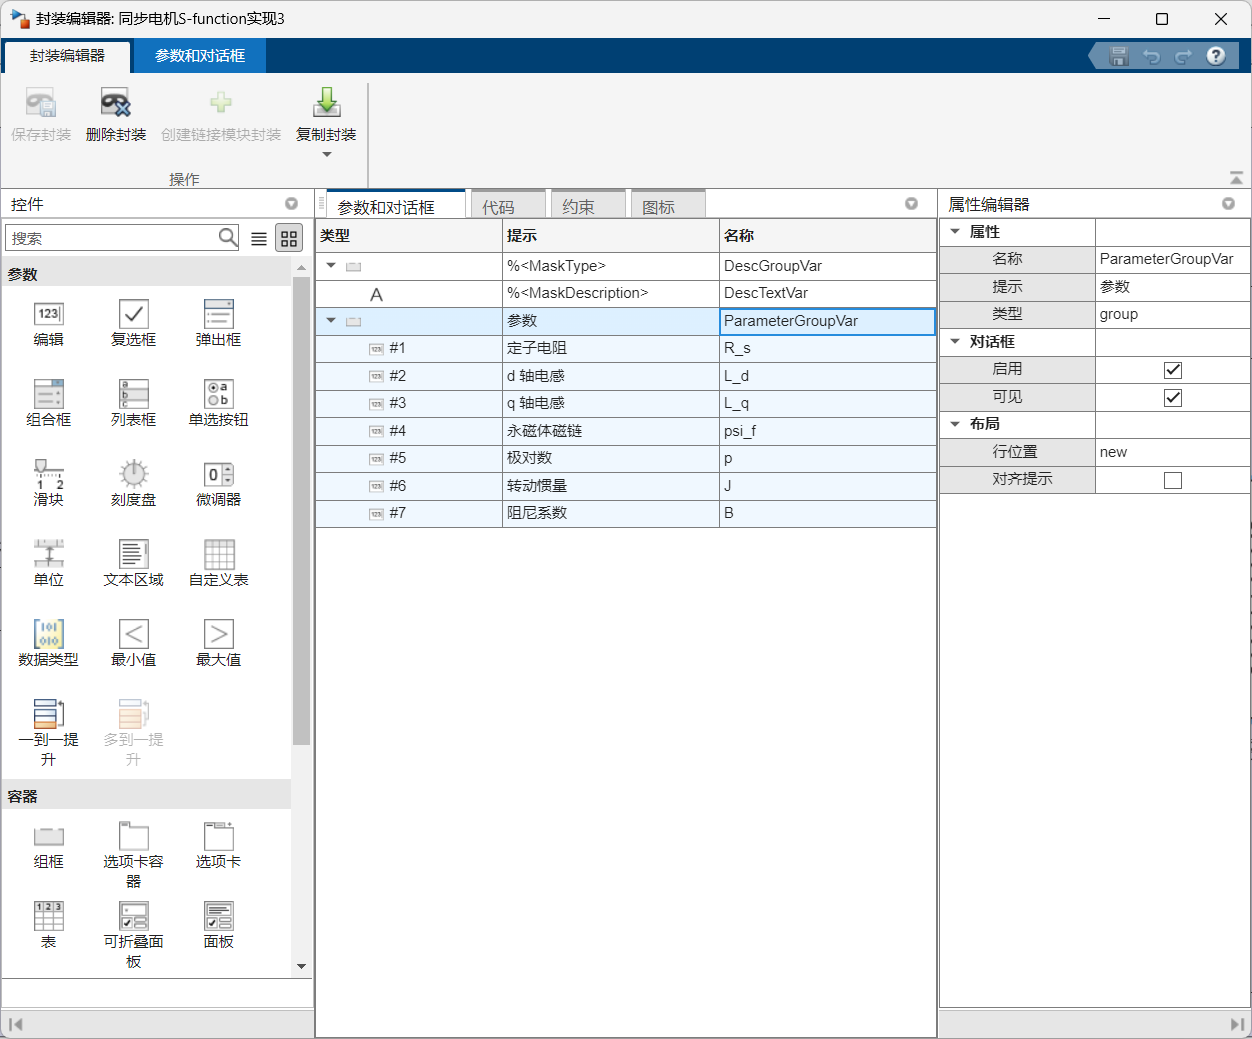 封装编辑器: 同步电机S-function实现3
封装编辑器
参数和对话框
保存封装
删除封装
创建链接模块封装
复制封装
操作
控件
搜索
参数
编辑
复选框
弹出框
组合框
列表框
单选按钮
滑块
刻度盘
微调器
单位
文本区域
自定义表
数据类型
最小值
最大值
一到一提
升
多到一提
升
容器
组框
选项卡容
器
选项卡
表
可折叠面
板
面板
参数和对话框
代码
约束
图标
类型 提示 名称
%<MaskType> DescGroupVar
A %<MaskDescription> DescTextVar
参数 ParameterGroupVar
#1 定子电阻 R_s
#2 d 轴电感 L_d
#3 q 轴电感 L_q
#4 永磁体磁链 psi_f
#5 极对数 p
#6 转动惯量 J
#7 阻尼系数 B
属性编辑器
属性
名称 ParameterGroupVar
提示 参数
类型 group
对话框
启用
可见
布局
行位置 new
对齐提示